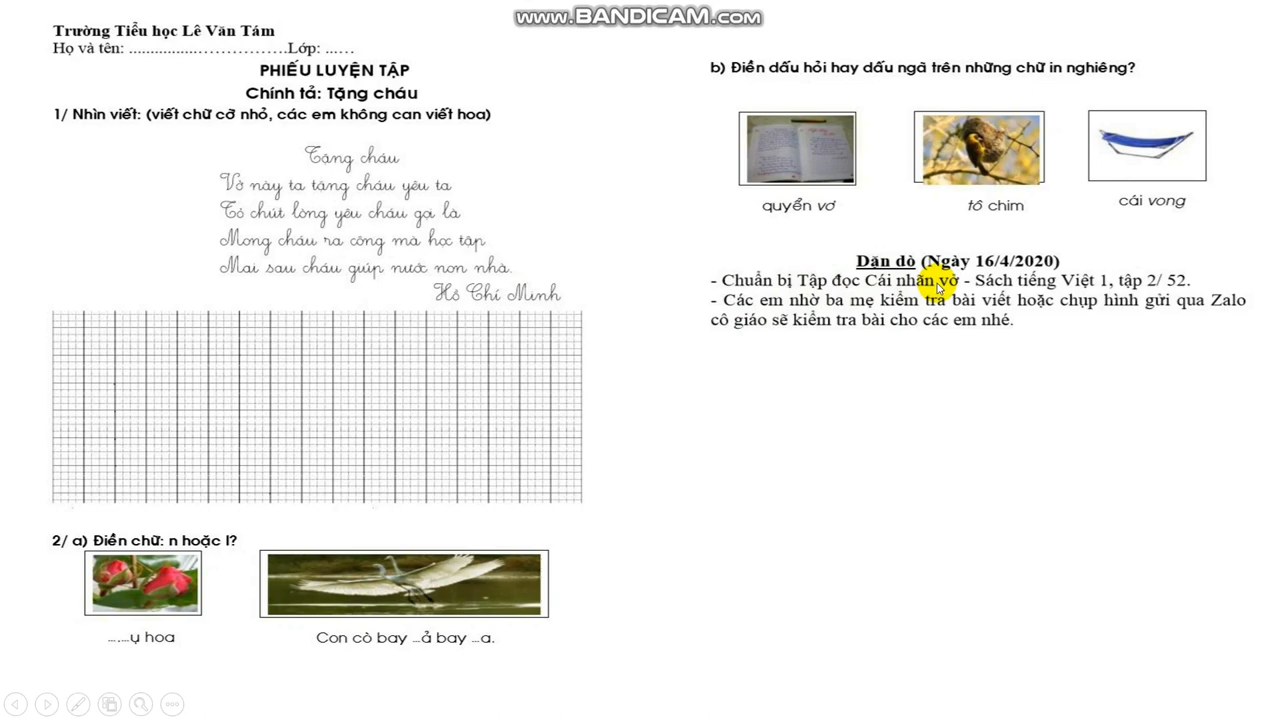 www.BANDICAM.com
Trường Tiểu học Lê Văn Tám
Họ và tên: ................…………….Lớp: ...…
PHIẾU LUYỆN TẬP
Chính tả: Tặng cháu
1/ Nhìn viết: (viết chữ cỡ nhỏ, các em không can viết hoa)
Tặng cháu
Vở này ta tặng cháu yêu ta
Tỏ chút lòng yêu cháu gọi là
Mong cháu ra công mà học tập
Mai sau cháu giúp nước non nhà.
Hồ Chí Minh
2/ a) Điền chữ: n hoặc l?
…..…ụ hoa
Con cò bay …ả bay …a.
b) Điền dấu hỏi hay dấu ngã trên những chữ in nghiêng?
quyển vơ
tô chim
cái vong
Dặn dò (Ngày 16/4/2020)
- Chuẩn bị Tập đọc Cái nhãn vở - Sách tiếng Việt 1, tập 2/ 52.
- Các em nhờ ba mẹ kiểm tra bài viết hoặc chụp hình gửi qua Zalo
cô giáo sẽ kiểm tra bài cho các em nhé.